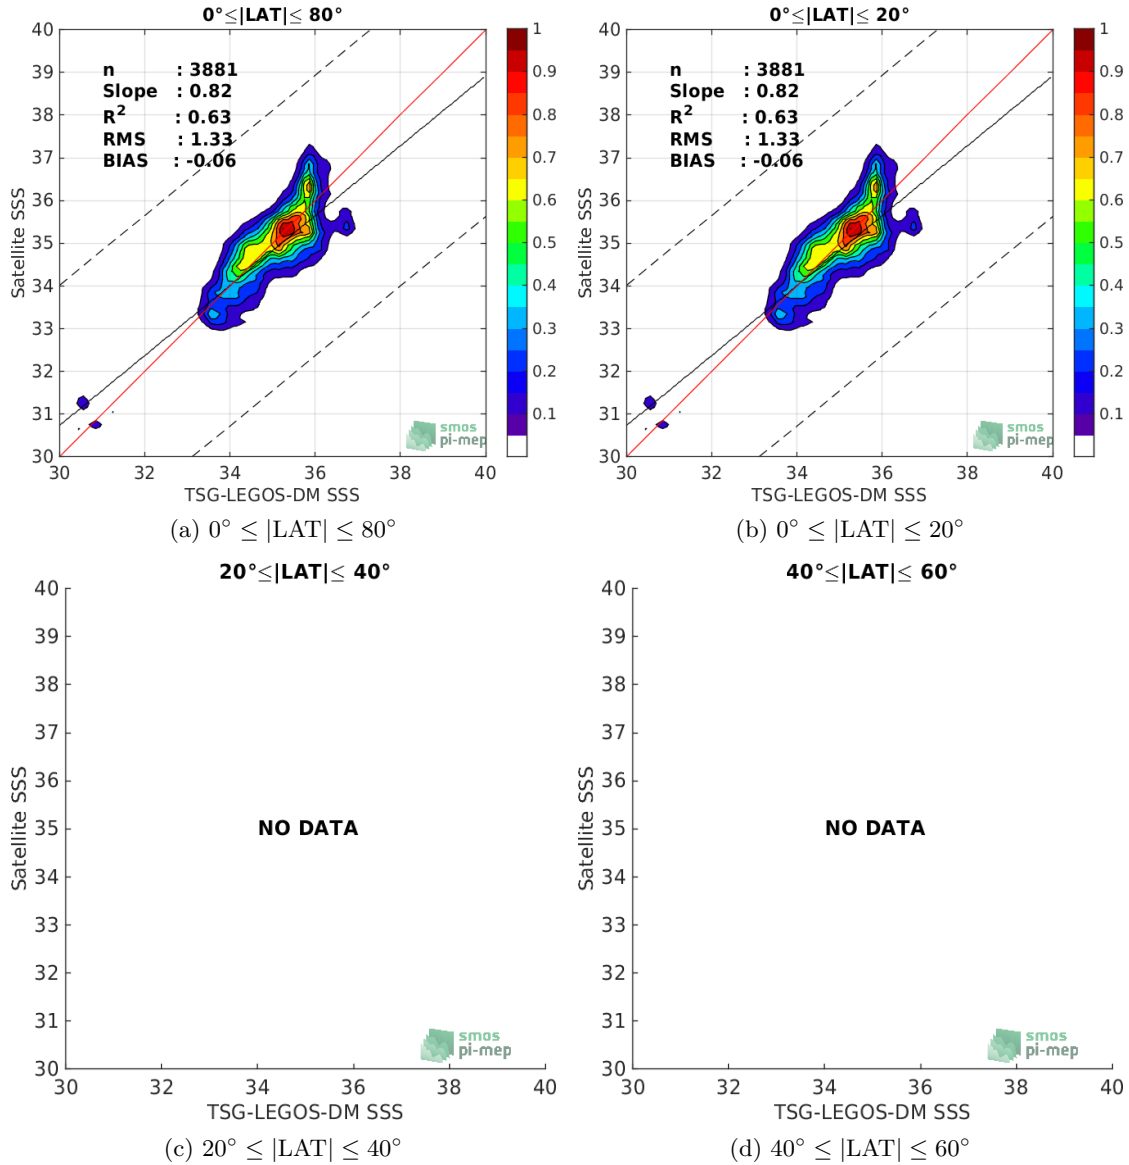 0°≤|LAT|≤ 80°
40
39
38
37
36
35
34
33
32
31
30
Satellite SSS
n : 3881
Slope : 0.82
R² : 0.63
RMS : 1.33
BIAS : -0.06
smos
pi-mep
30 32 34 36 38 40
TSG-LEGOS-DM SSS
1
0.9
0.8
0.7
0.6
0.5
0.4
0.3
0.2
0.1
(a) 0° ≤ |LAT| ≤ 80°
0°≤|LAT|≤ 20°
40
39
38
37
36
35
34
33
32
31
30
Satellite SSS
n : 3881
Slope : 0.82
R² : 0.63
RMS : 1.33
BIAS : -0.06
smos
pi-mep
30 32 34 36 38 40
TSG-LEGOS-DM SSS
1
0.9
0.8
0.7
0.6
0.5
0.4
0.3
0.2
0.1
(b) 0° ≤ |LAT| ≤ 20°
20°≤|LAT|≤ 40°
40
39
38
37
36
35
34
33
32
31
30
Satellite SSS
NO DATA
smos
pi-mep
30 32 34 36 38 40
TSG-LEGOS-DM SSS
(c) 20° ≤ |LAT| ≤ 40°
40°≤|LAT|≤ 60°
40
39
38
37
36
35
34
33
32
31
30
Satellite SSS
NO DATA
smos
pi-mep
30 32 34 36 38 40
TSG-LEGOS-DM SSS
(d) 40° ≤ |LAT| ≤ 60°